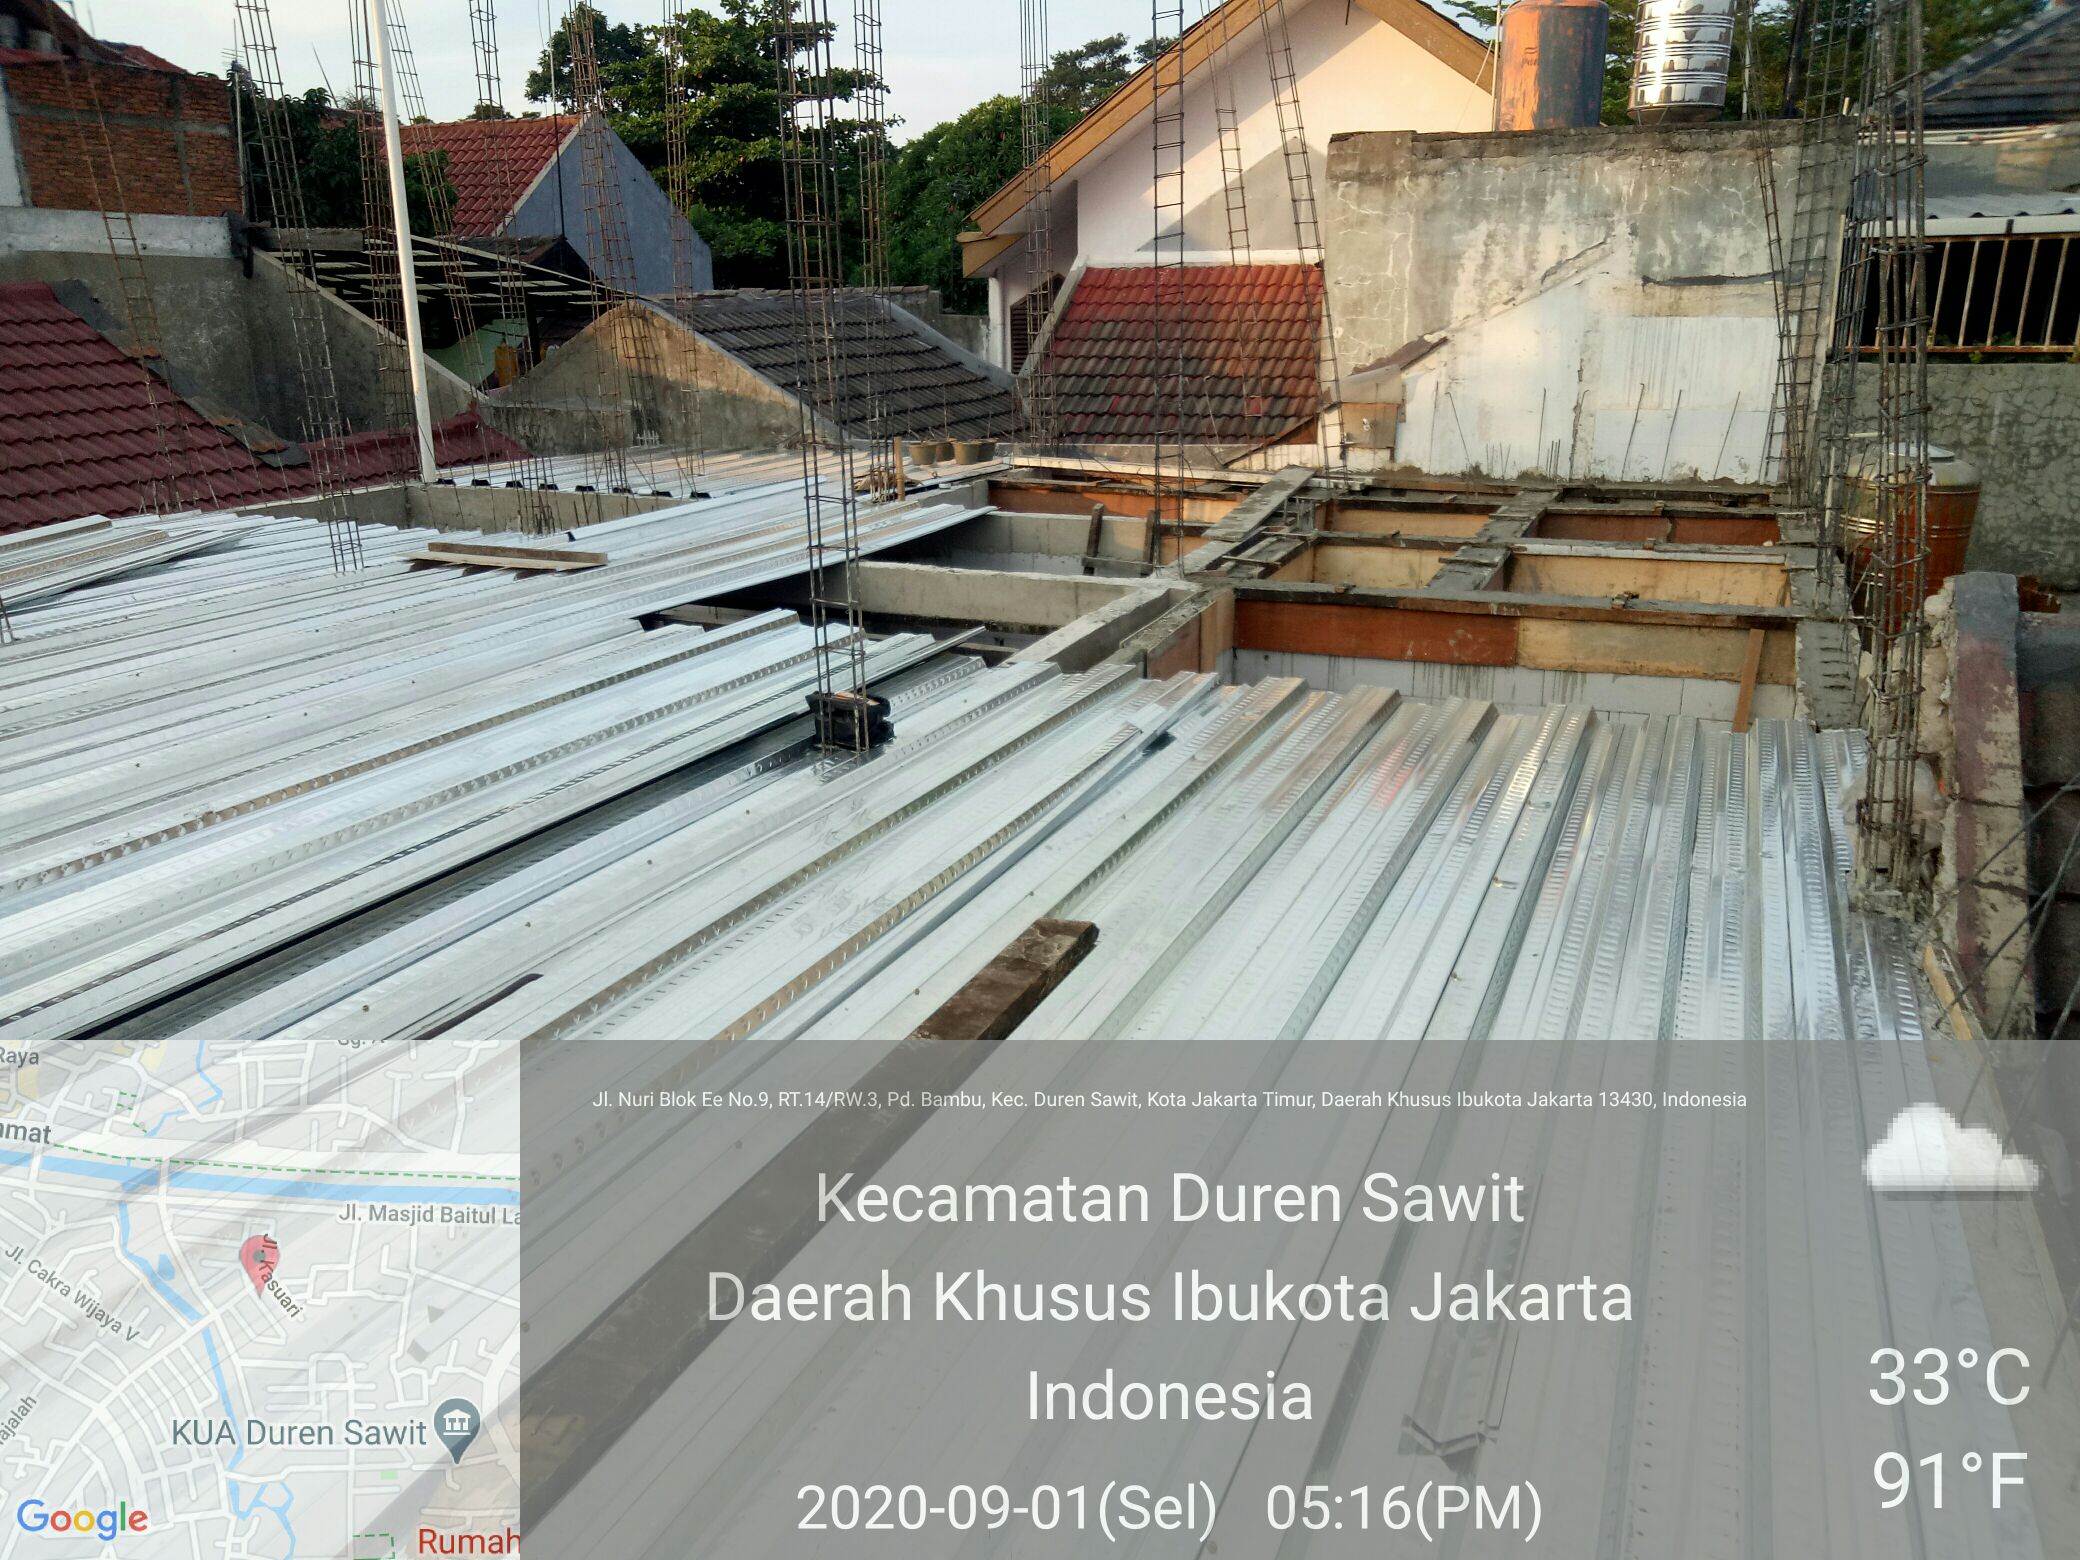 Jl. Nuri Blok Ee No.9, RT.14/RW.3, Pd. Bambu, Kec. Duren Sawit, Kota Jakarta Timur, Daerah Khusus Ibukota Jakarta 13430, Indonesia
Kecamatan Duren Sawit
Daerah Khusus Ibukota Jakarta
Indonesia
2020-09-01(Sel) 05:16(PM)
33°C
91°F
Raya
mat
Jl. Masjid Baitul La
Jl. Cakra Wijaya V
Jl. Kasuari
ajalah
KUA Duren Sawit
Google
Rumah